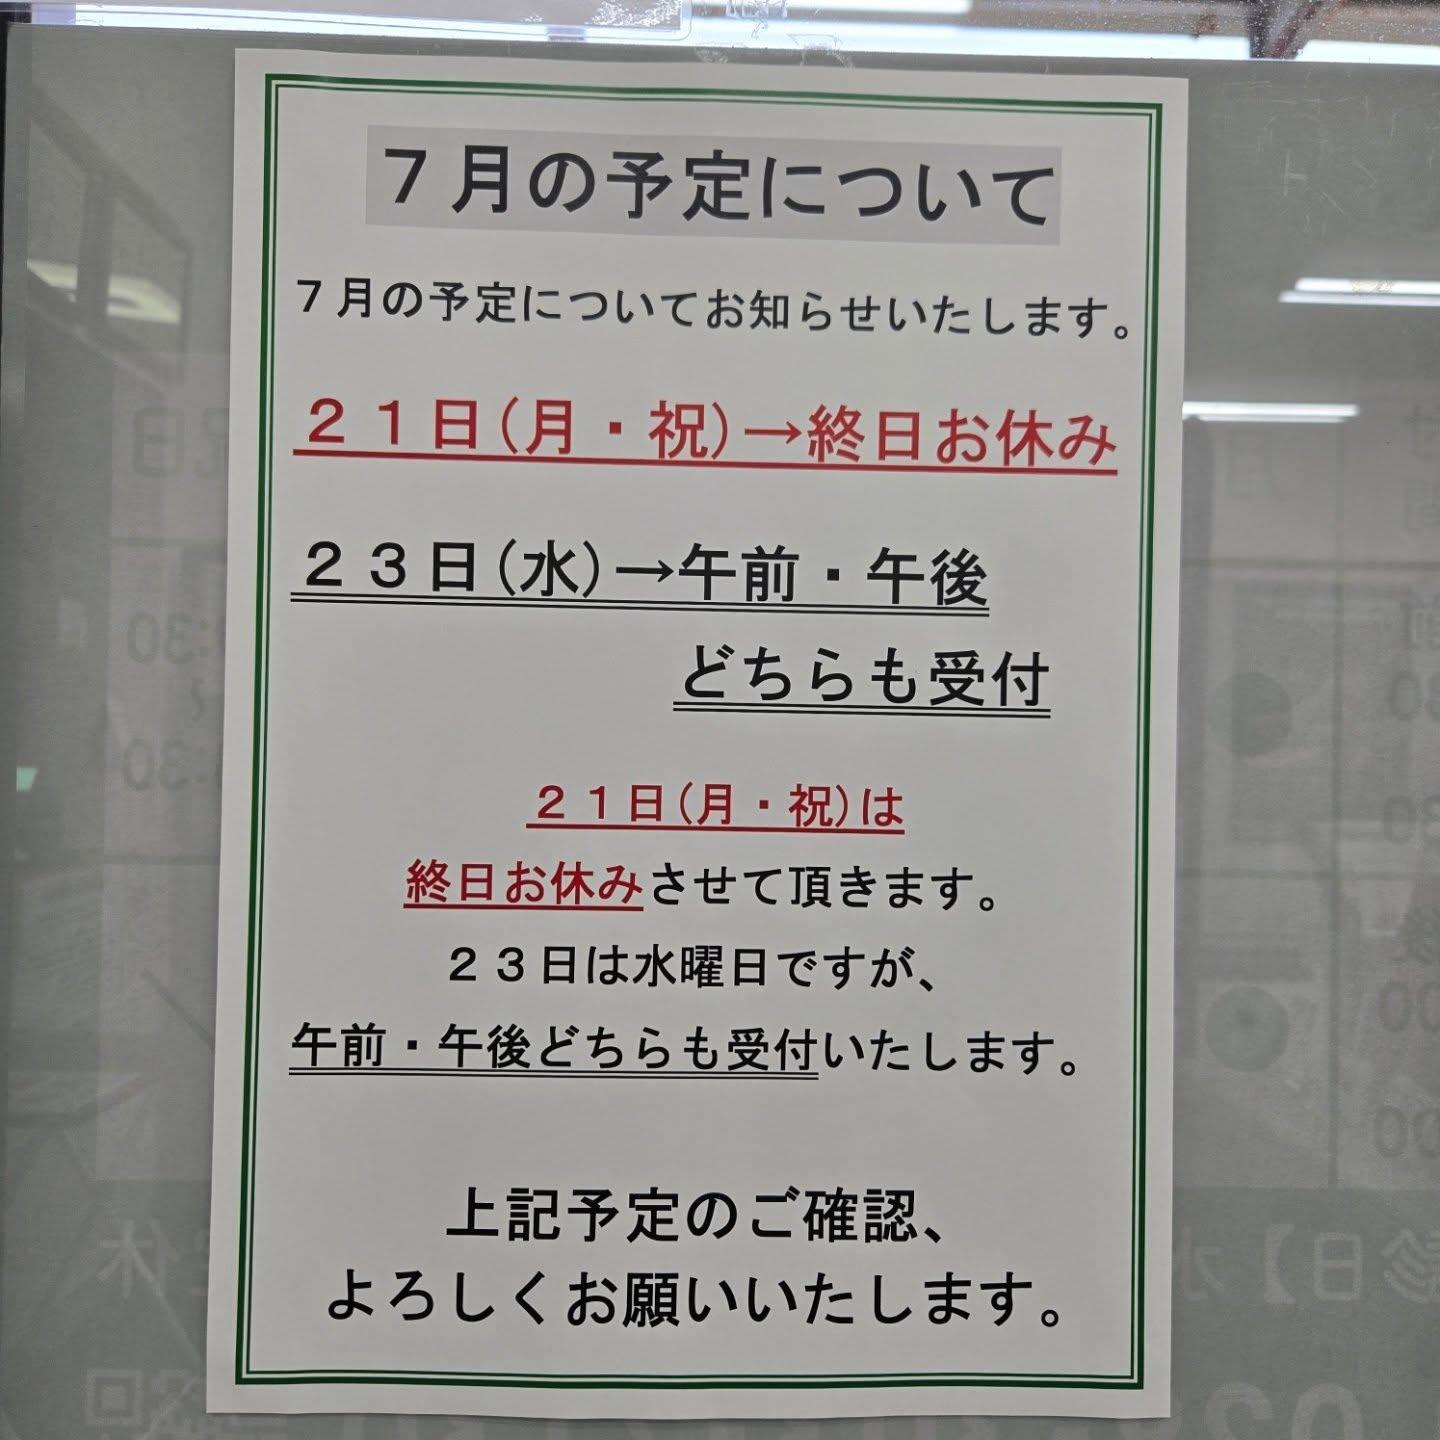 ７月の予定について
７月の予定についてお知らせいたします。
２１日(月・祝)→終日お休み
２３日(水)→午前・午後
どちらも受付
２１日(月・祝)は
終日お休みさせて頂きます。
２３日は水曜日ですが、
午前・午後どちらも受付いたします。
上記予定のご確認、
よろしくお願いいたします。